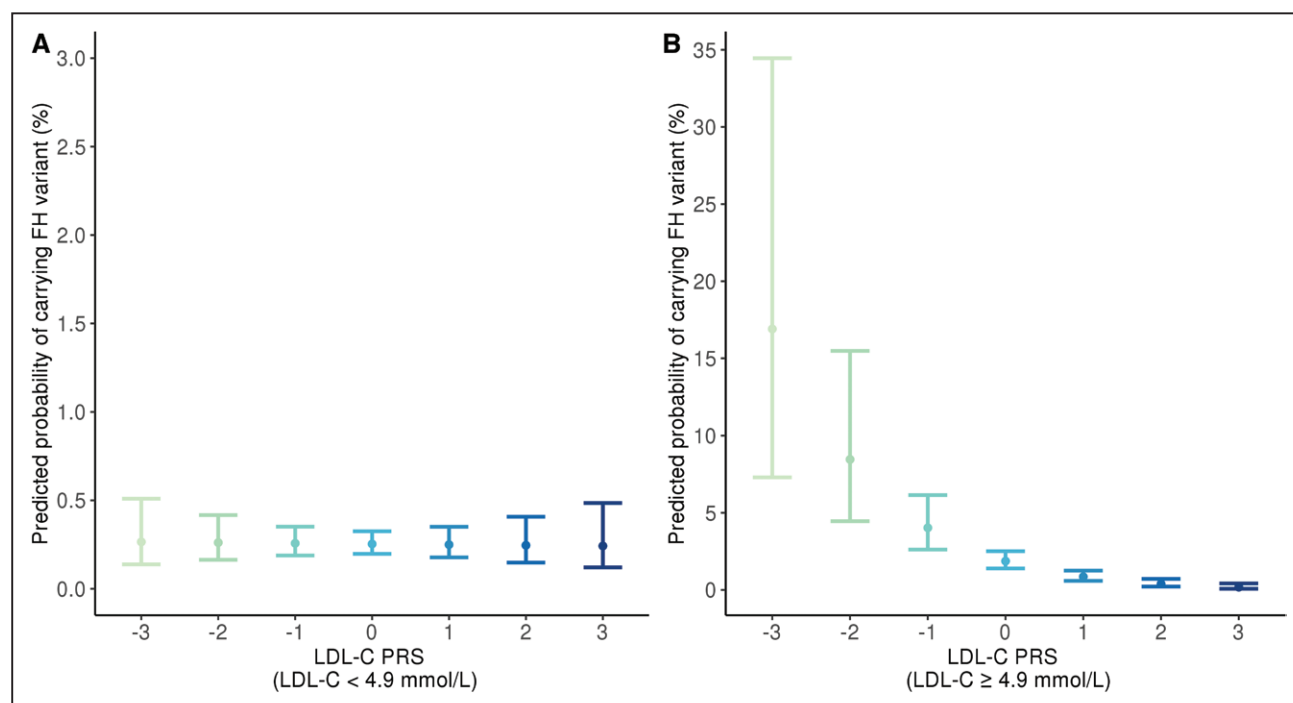 A
Predicted probability of carrying FH variant (%)
3.0
2.5
2.0
1.5
1.0
0.5
0.0
-3 -2 -1 0 1 2 3
LDL-C PRS
(LDL-C < 4.9 mmol/L)
B
Predicted probability of carrying FH variant (%)
35
30
25
20
15
10
5
0
-3 -2 -1 0 1 2 3
LDL-C PRS
(LDL-C ≥ 4.9 mmol/L)